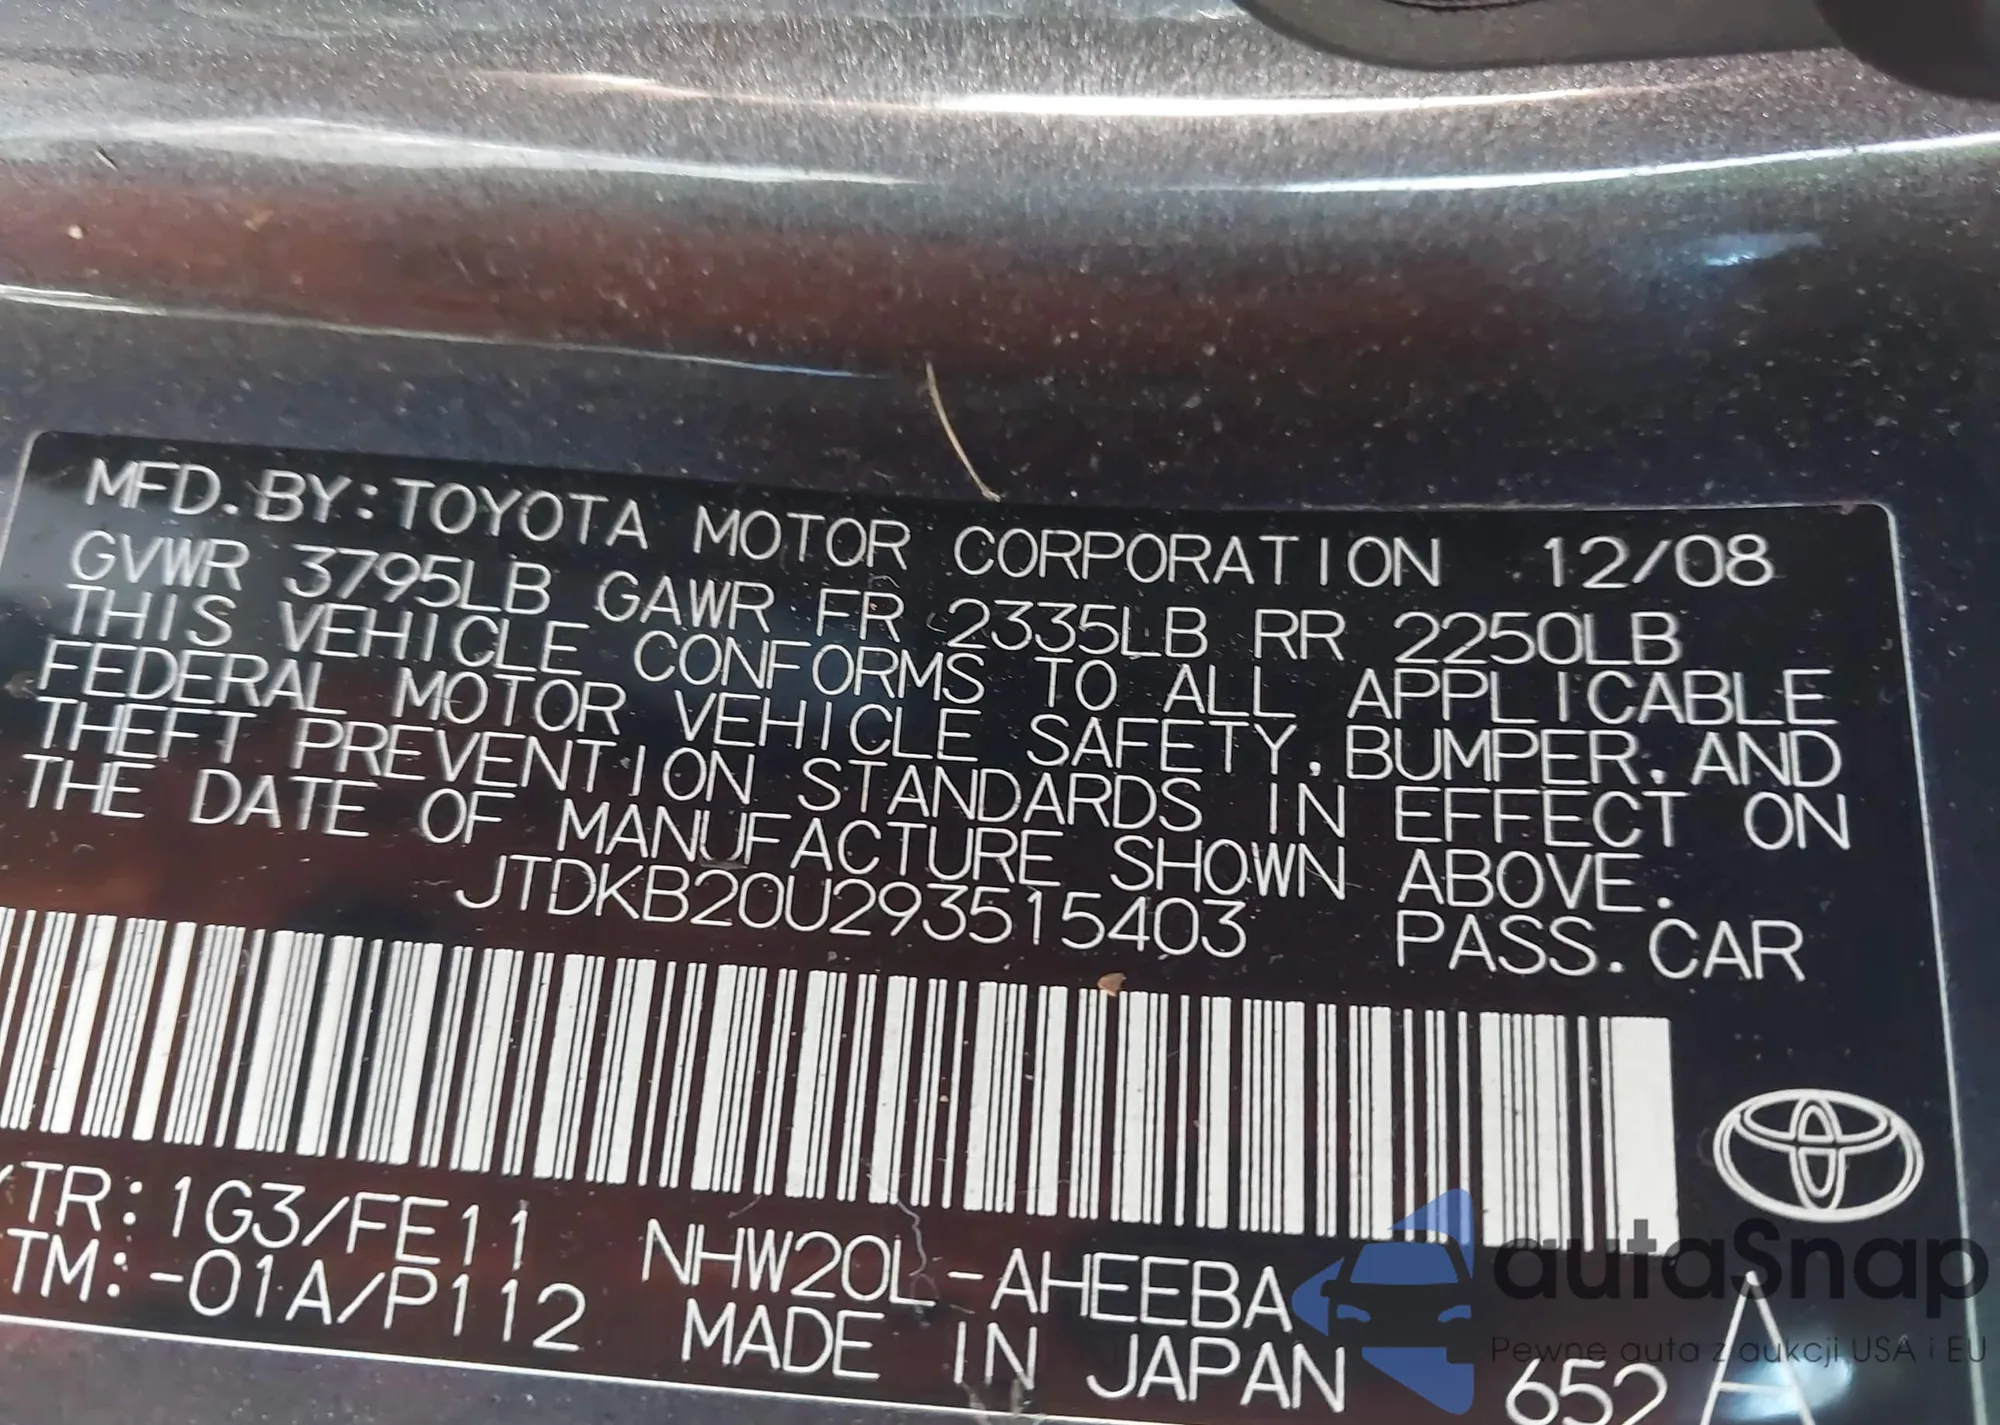 MFD.BY:TOYOTA MOTOR CORPORATION 12/08
GVWR 3795LB GAWR FR 2335LB RR 2250LB
THIS VEHICLE CONFORMS TO ALL APPLICABLE
FEDERAL MOTOR VEHICLE SAFETY,BUMPER,AND
THEFT PREVENTION STANDARDS IN EFFECT ON
THE DATE OF MANUFACTURE SHOWN ABOVE.
JTDKB20U293515403 PASS.CAR
/TR:1G3/FE11 NHW20L-AHEEBA
TM:-01A/P112 MADE IN JAPAN 652 A
autaSnap
Pewne auta z aukcji USA i EU